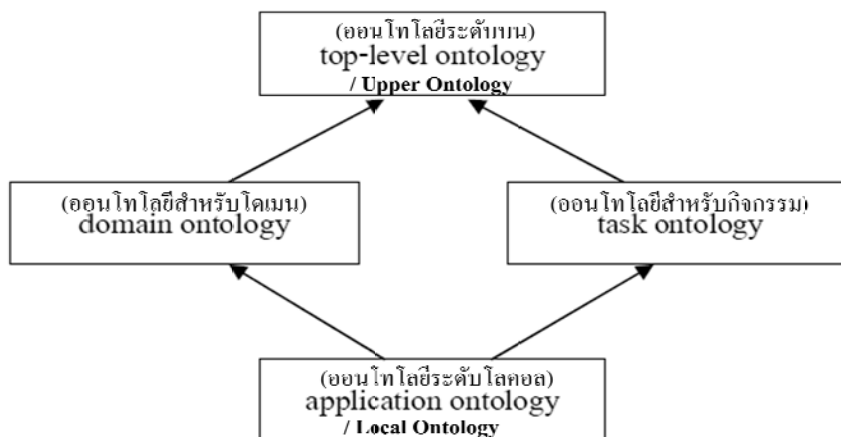 (ออนโทโลยีระดับบน)
top-level ontology
/ Upper Ontology
(ออนโทโลยีสำหรับโดเมน)
domain ontology
(ออนโทโลยีสำหรับกิจกรรม)
task ontology
(ออนโทโลยีระดับโลคอล)
application ontology
/ Local Ontology